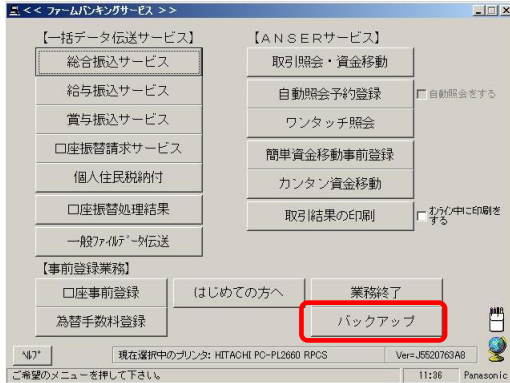 << ファームバンキングサービス >>
【一括データ伝送サービス】
総合振込サービス
給与振込サービス
賞与振込サービス
口座振替請求サービス
個人住民税納付
口座振替処理結果
一般ファイルデータ伝送
【ANSERサービス】
取引照会・資金移動
自動照会予約登録
自動照会をする
ワンタッチ照会
簡単資金移動事前登録
カンタン資金移動
取引結果の印刷
オンライン中に印刷を
する
【事前登録業務】
口座事前登録
はじめての方へ
業務終了
為替手数料登録
バックアップ
ヘルプ
現在選択中のプリンタ: HITACHI PC-PL2660 RPCS
Ver=J5520763A8
ご希望のメニューを押して下さい。
11:36
Panasonic